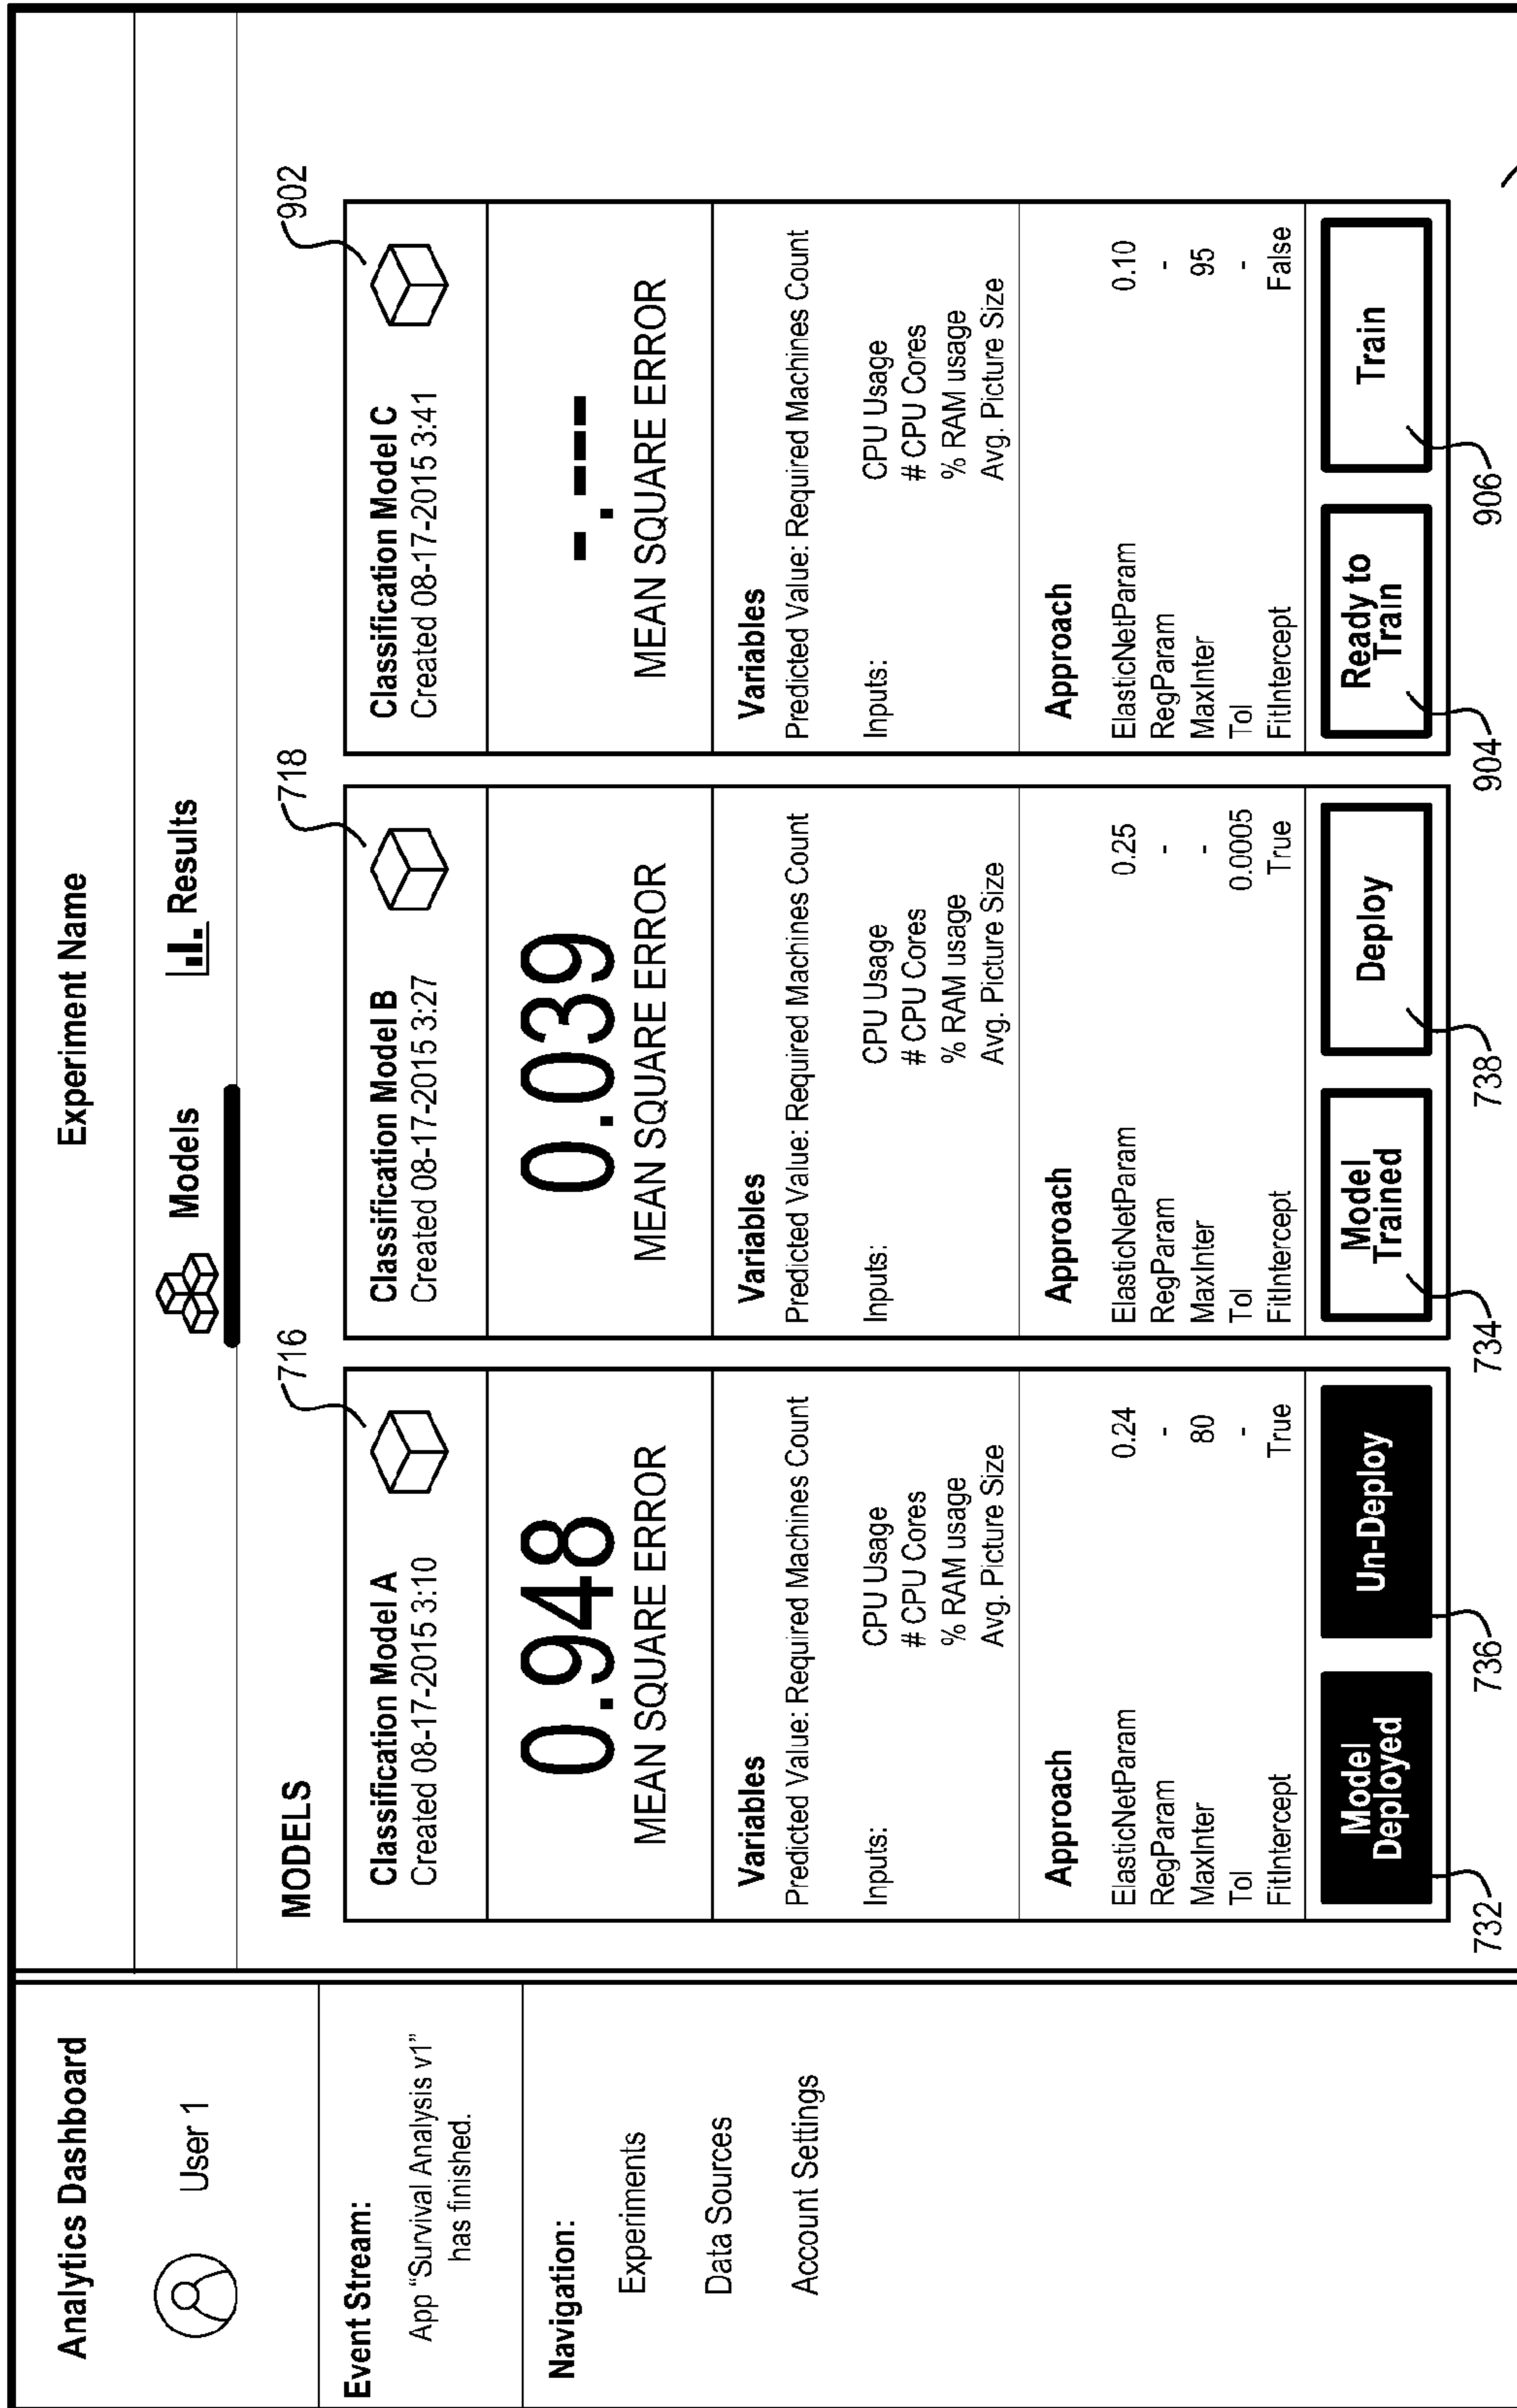 Analytics Dashboard
User 1
Event Stream:
App “Survival Analysis v1”
has finished.
Navigation:
Experiments
Data Sources
Account Settings
Experiment Name
Models
Results
MODELS
716
Classification Model A
Created 08-17-2015 3:10
0.948
MEAN SQUARE ERROR
Variables
Predicted Value: Required Machines Count
Inputs: CPU Usage
# CPU Cores
% RAM usage
Avg. Picture Size
Approach
ElasticNetParam 0.24
RegParam -
MaxInter 80
Tol -
FitIntercept True
Model
Deployed
Un-Deploy
732
736
718
Classification Model B
Created 08-17-2015 3:27
0.039
MEAN SQUARE ERROR
Variables
Predicted Value: Required Machines Count
Inputs: CPU Usage
# CPU Cores
% RAM usage
Avg. Picture Size
Approach
ElasticNetParam 0.25
RegParam -
MaxInter -
Tol 0.0005
FitIntercept True
Model
Trained
Deploy
734
738
902
Classification Model C
Created 08-17-2015 3:41
-.---
MEAN SQUARE ERROR
Variables
Predicted Value: Required Machines Count
Inputs: CPU Usage
# CPU Cores
% RAM usage
Avg. Picture Size
Approach
ElasticNetParam 0.10
RegParam -
MaxInter 95
Tol -
FitIntercept False
Ready to
Train
Train
904
906